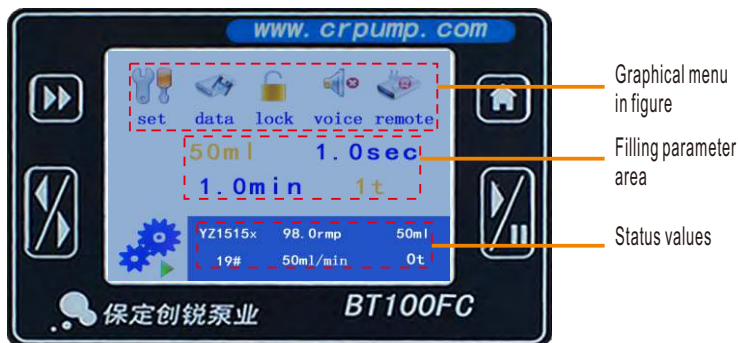 www. crpump. com
set data lock voice remote
50ml 1.0sec
1.0min 1t
YZ1515x 98.0rmp 50ml
19# 50ml/min 0t
保定创锐泵业 BT100FC
Graphical menu
in figure
Filling parameter
area
Status values